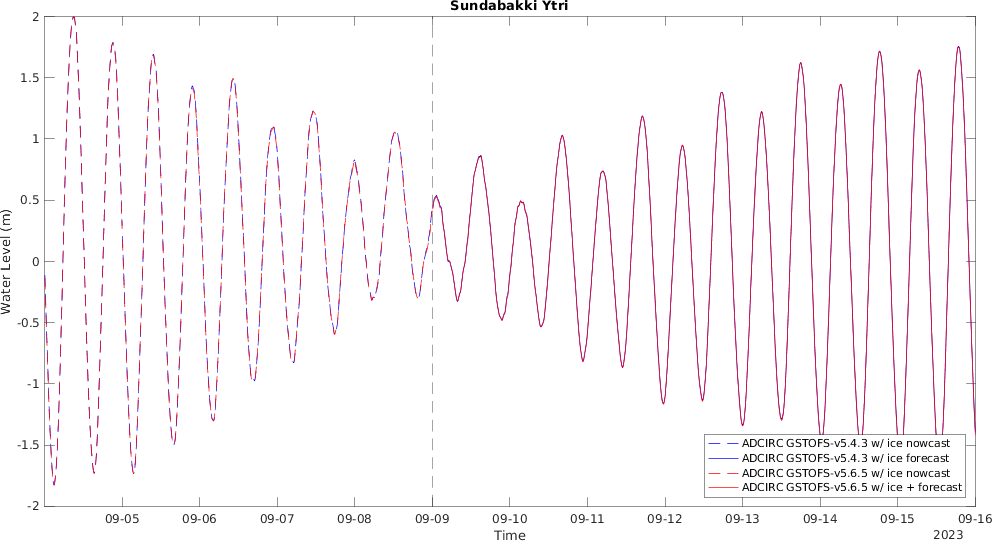 Sundabakki Ytri
2
1.5
1
0.5
0
-0.5
-1
-1.5
-2
Water Level (m)
09-05 09-06 09-07 09-08 09-09 09-10 09-11 09-12 09-13 09-14 09-15 09-16
Time
2023
ADCIRC GSTOFS-v5.4.3 w/ ice nowcast
ADCIRC GSTOFS-v5.4.3 w/ ice forecast
ADCIRC GSTOFS-v5.6.5 w/ ice nowcast
ADCIRC GSTOFS-v5.6.5 w/ ice + forecast